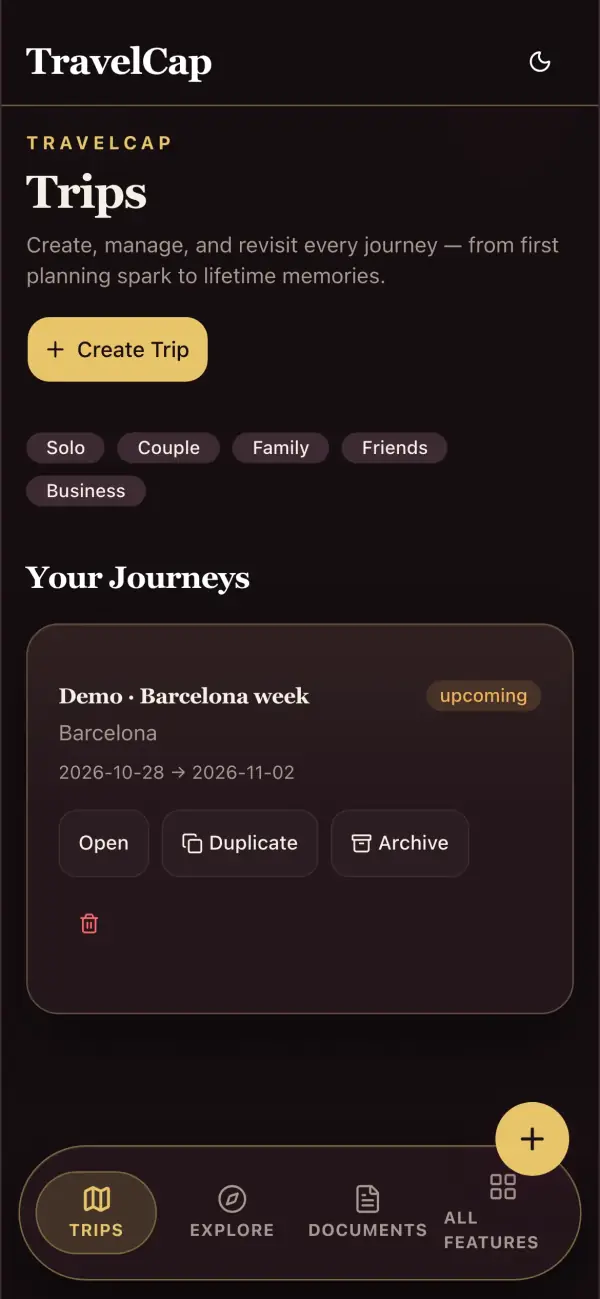 TravelCap
TRAVELCAP
Trips
Create, manage, and revisit every journey — from first
planning spark to lifetime memories.
+ Create Trip
Solo
Couple
Family
Friends
Business
Your Journeys
Demo · Barcelona week
upcoming
Barcelona
2026-10-28 → 2026-11-02
Open
Duplicate
Archive
TRIPS
EXPLORE
DOCUMENTS
ALL
FEATURES